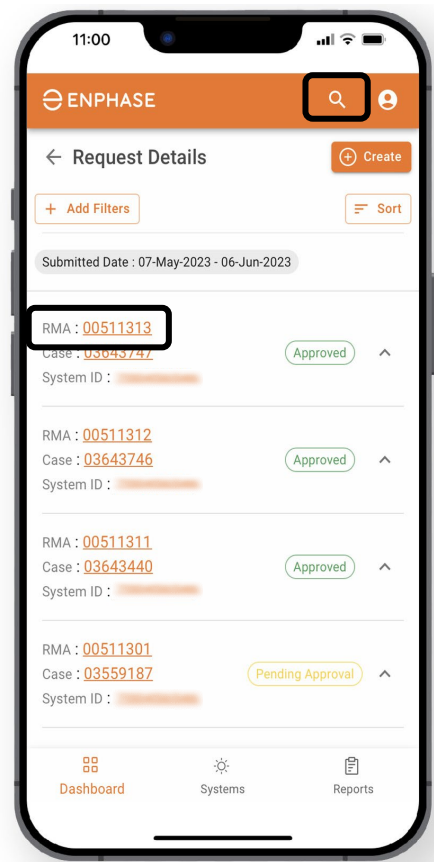 11:00
ENPHASE
Request Details
Create
+ Add Filters
Sort
Submitted Date : 07-May-2023 - 06-Jun-2023
RMA : 00511313
Case : 03643747
Approved
System ID :
RMA : 00511312
Case : 03643746
Approved
System ID :
RMA : 00511311
Case : 03643440
Approved
System ID :
RMA : 00511301
Case : 03559187
Pending Approval
System ID :
Dashboard
Systems
Reports